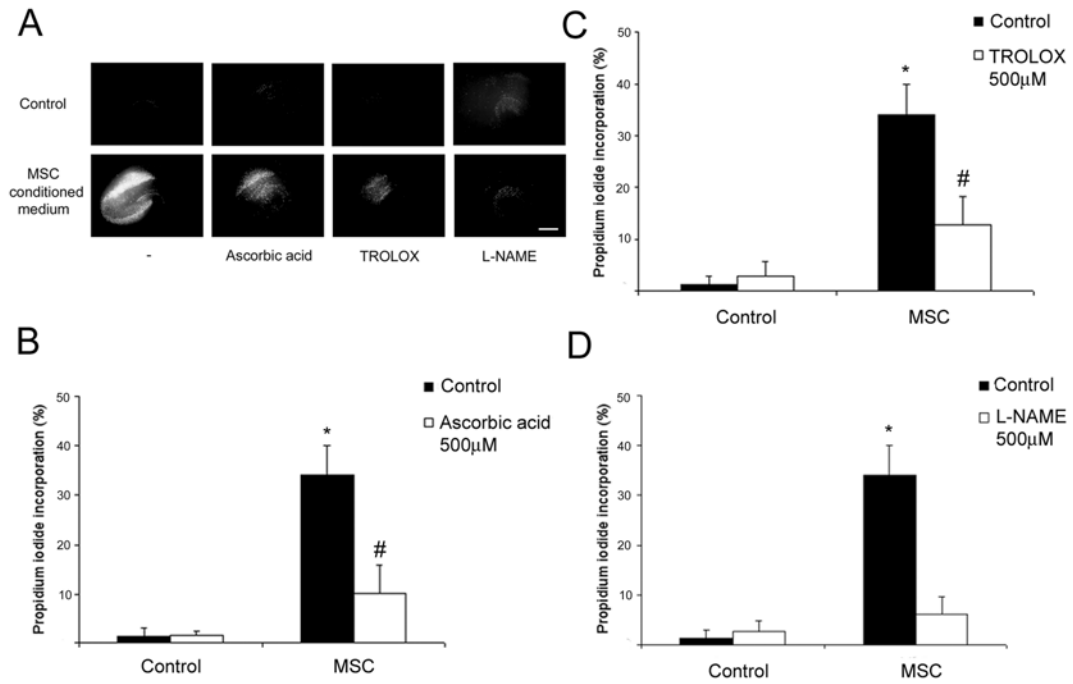 A
Control
MSC
conditioned
medium
-
Ascorbic acid
TROLOX
L-NAME
B
Propidium iodide incorporation (%)
50
40
30
20
10
*
#
Control
Ascorbic acid
500µM
Control
MSC
C
Propidium iodide incorporation (%)
50
40
30
20
10
*
#
Control
TROLOX
500µM
Control
MSC
D
Propidium iodide incorporation (%)
50
40
30
20
10
*
Control
L-NAME
500µM
Control
MSC